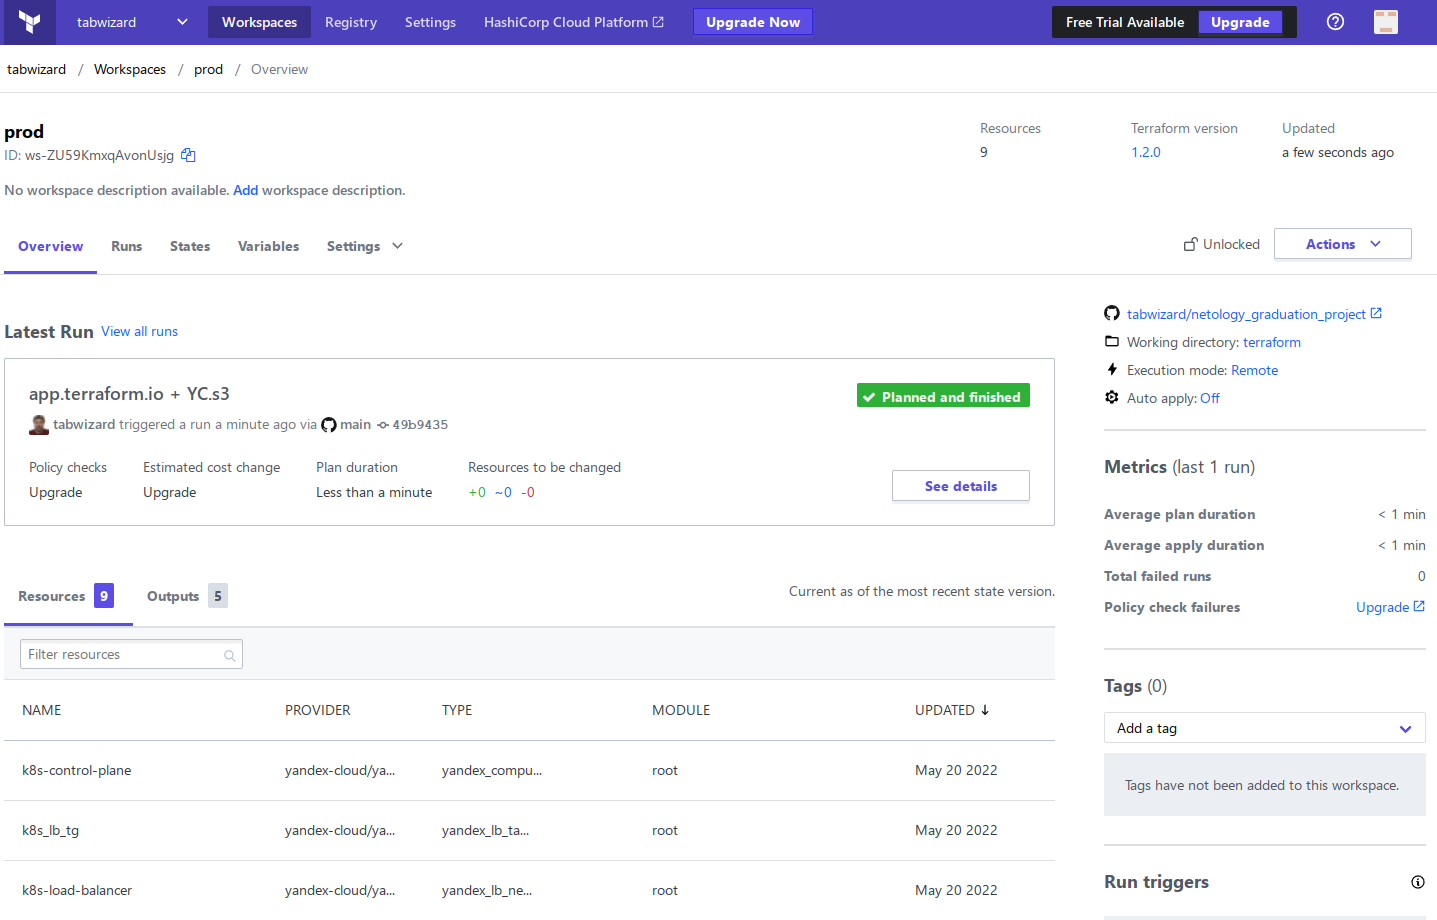 tabwizard Workspaces Registry Settings HashiCorp Cloud Platform Upgrade Now Free Trial Available Upgrade
tabwizard / Workspaces / prod / Overview
prod
ID: ws-ZU59KmxqAvonUsjg
No workspace description available. Add workspace description.
Resources
9
Terraform version
1.2.0
Updated
a few seconds ago
Overview Runs States Variables Settings
Unlocked Actions
Latest Run View all runs
app.terraform.io + YC.s3
Planned and finished
tabwizard triggered a run a minute ago via main 49b9435
Policy checks Estimated cost change Plan duration Resources to be changed
Upgrade Upgrade Less than a minute +0 ~0 -0
See details
Resources 9 Outputs 5
Current as of the most recent state version.
Filter resources
NAME PROVIDER TYPE MODULE UPDATED ↓
k8s-control-plane yandex-cloud/ya... yandex_compu... root May 20 2022
k8s_lb_tg yandex-cloud/ya... yandex_lb_ta... root May 20 2022
k8s-load-balancer yandex-cloud/ya... yandex_lb_ne... root May 20 2022
tabwizard/netology_graduation_project
Working directory: terraform
Execution mode: Remote
Auto apply: Off
Metrics (last 1 run)
Average plan duration < 1 min
Average apply duration < 1 min
Total failed runs 0
Policy check failures Upgrade
Tags (0)
Add a tag
Tags have not been added to this workspace.
Run triggers